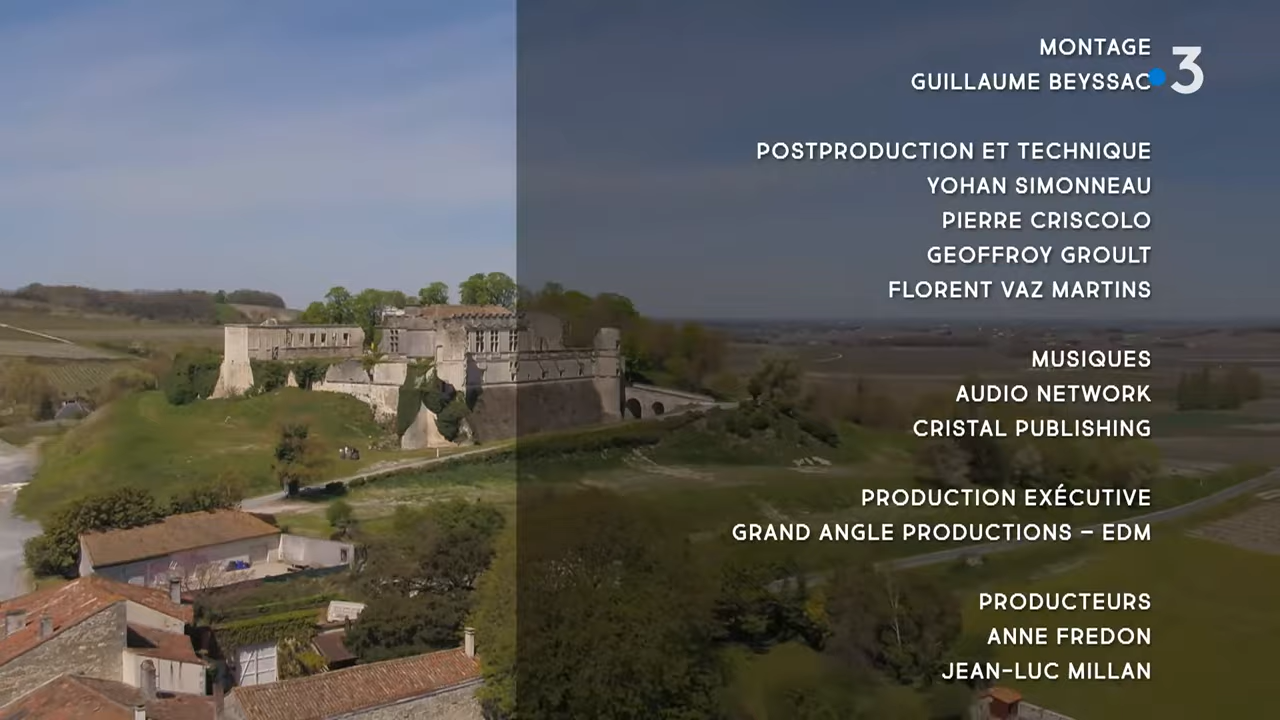 MONTAGE
GUILLAUME BEYSSAC
3
POSTPRODUCTION ET TECHNIQUE
YOHAN SIMONNEAU
PIERRE CRISCOLO
GEOFFROY GROULT
FLORENT VAZ MARTINS
MUSIQUES
AUDIO NETWORK
CRISTAL PUBLISHING
PRODUCTION EXÉCUTIVE
GRAND ANGLE PRODUCTIONS – EDM
PRODUCTEURS
ANNE FREDON
JEAN-LUC MILLAN